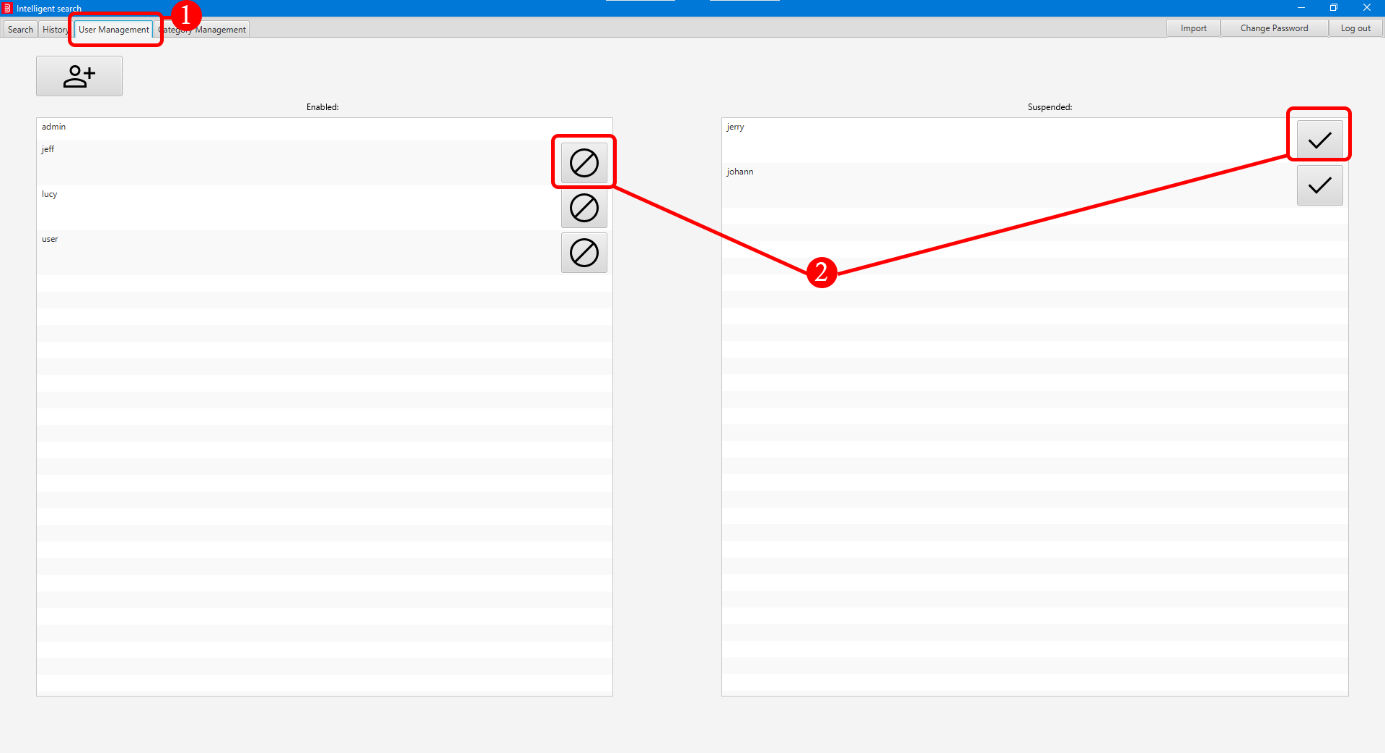 Intelligent search
1
Search History User Management Category Management Import Change Password Log out
Enabled: Suspended:
admin
jeff
lucy
user
jerry
johann
2